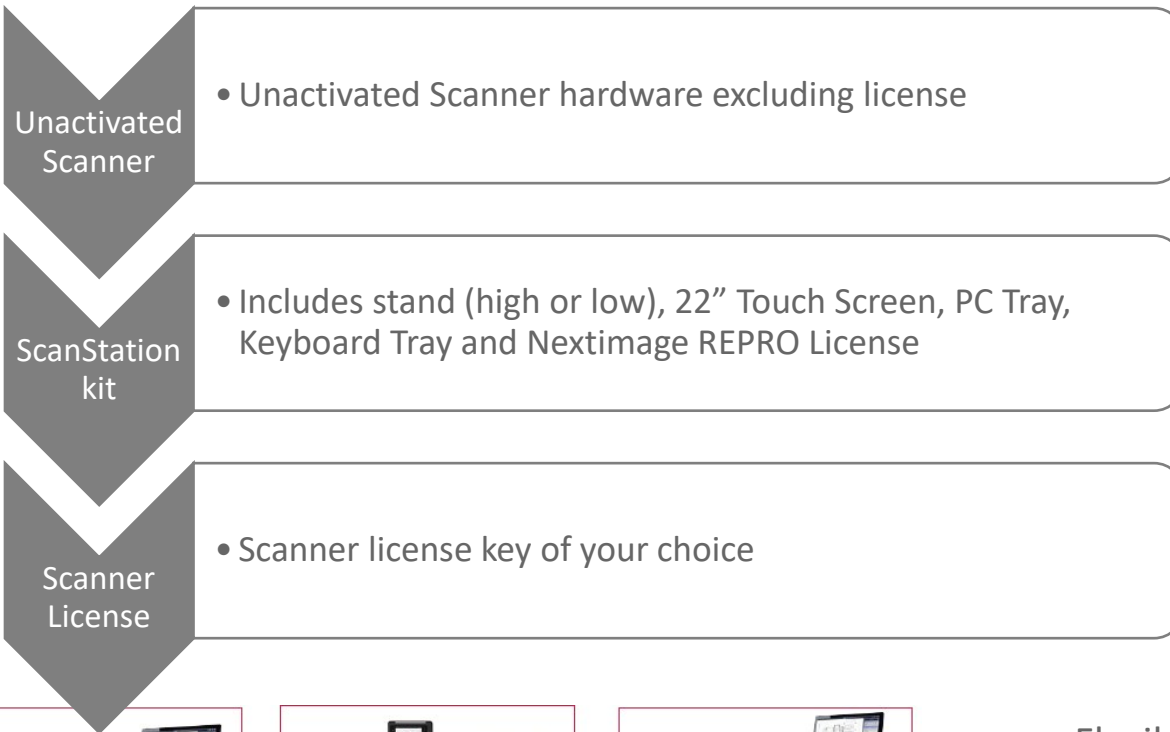 Unactivated
Scanner
• Unactivated Scanner hardware excluding license
ScanStation
kit
• Includes stand (high or low), 22” Touch Screen, PC Tray,
Keyboard Tray and Nextimage REPRO License
Scanner
License
• Scanner license key of your choice